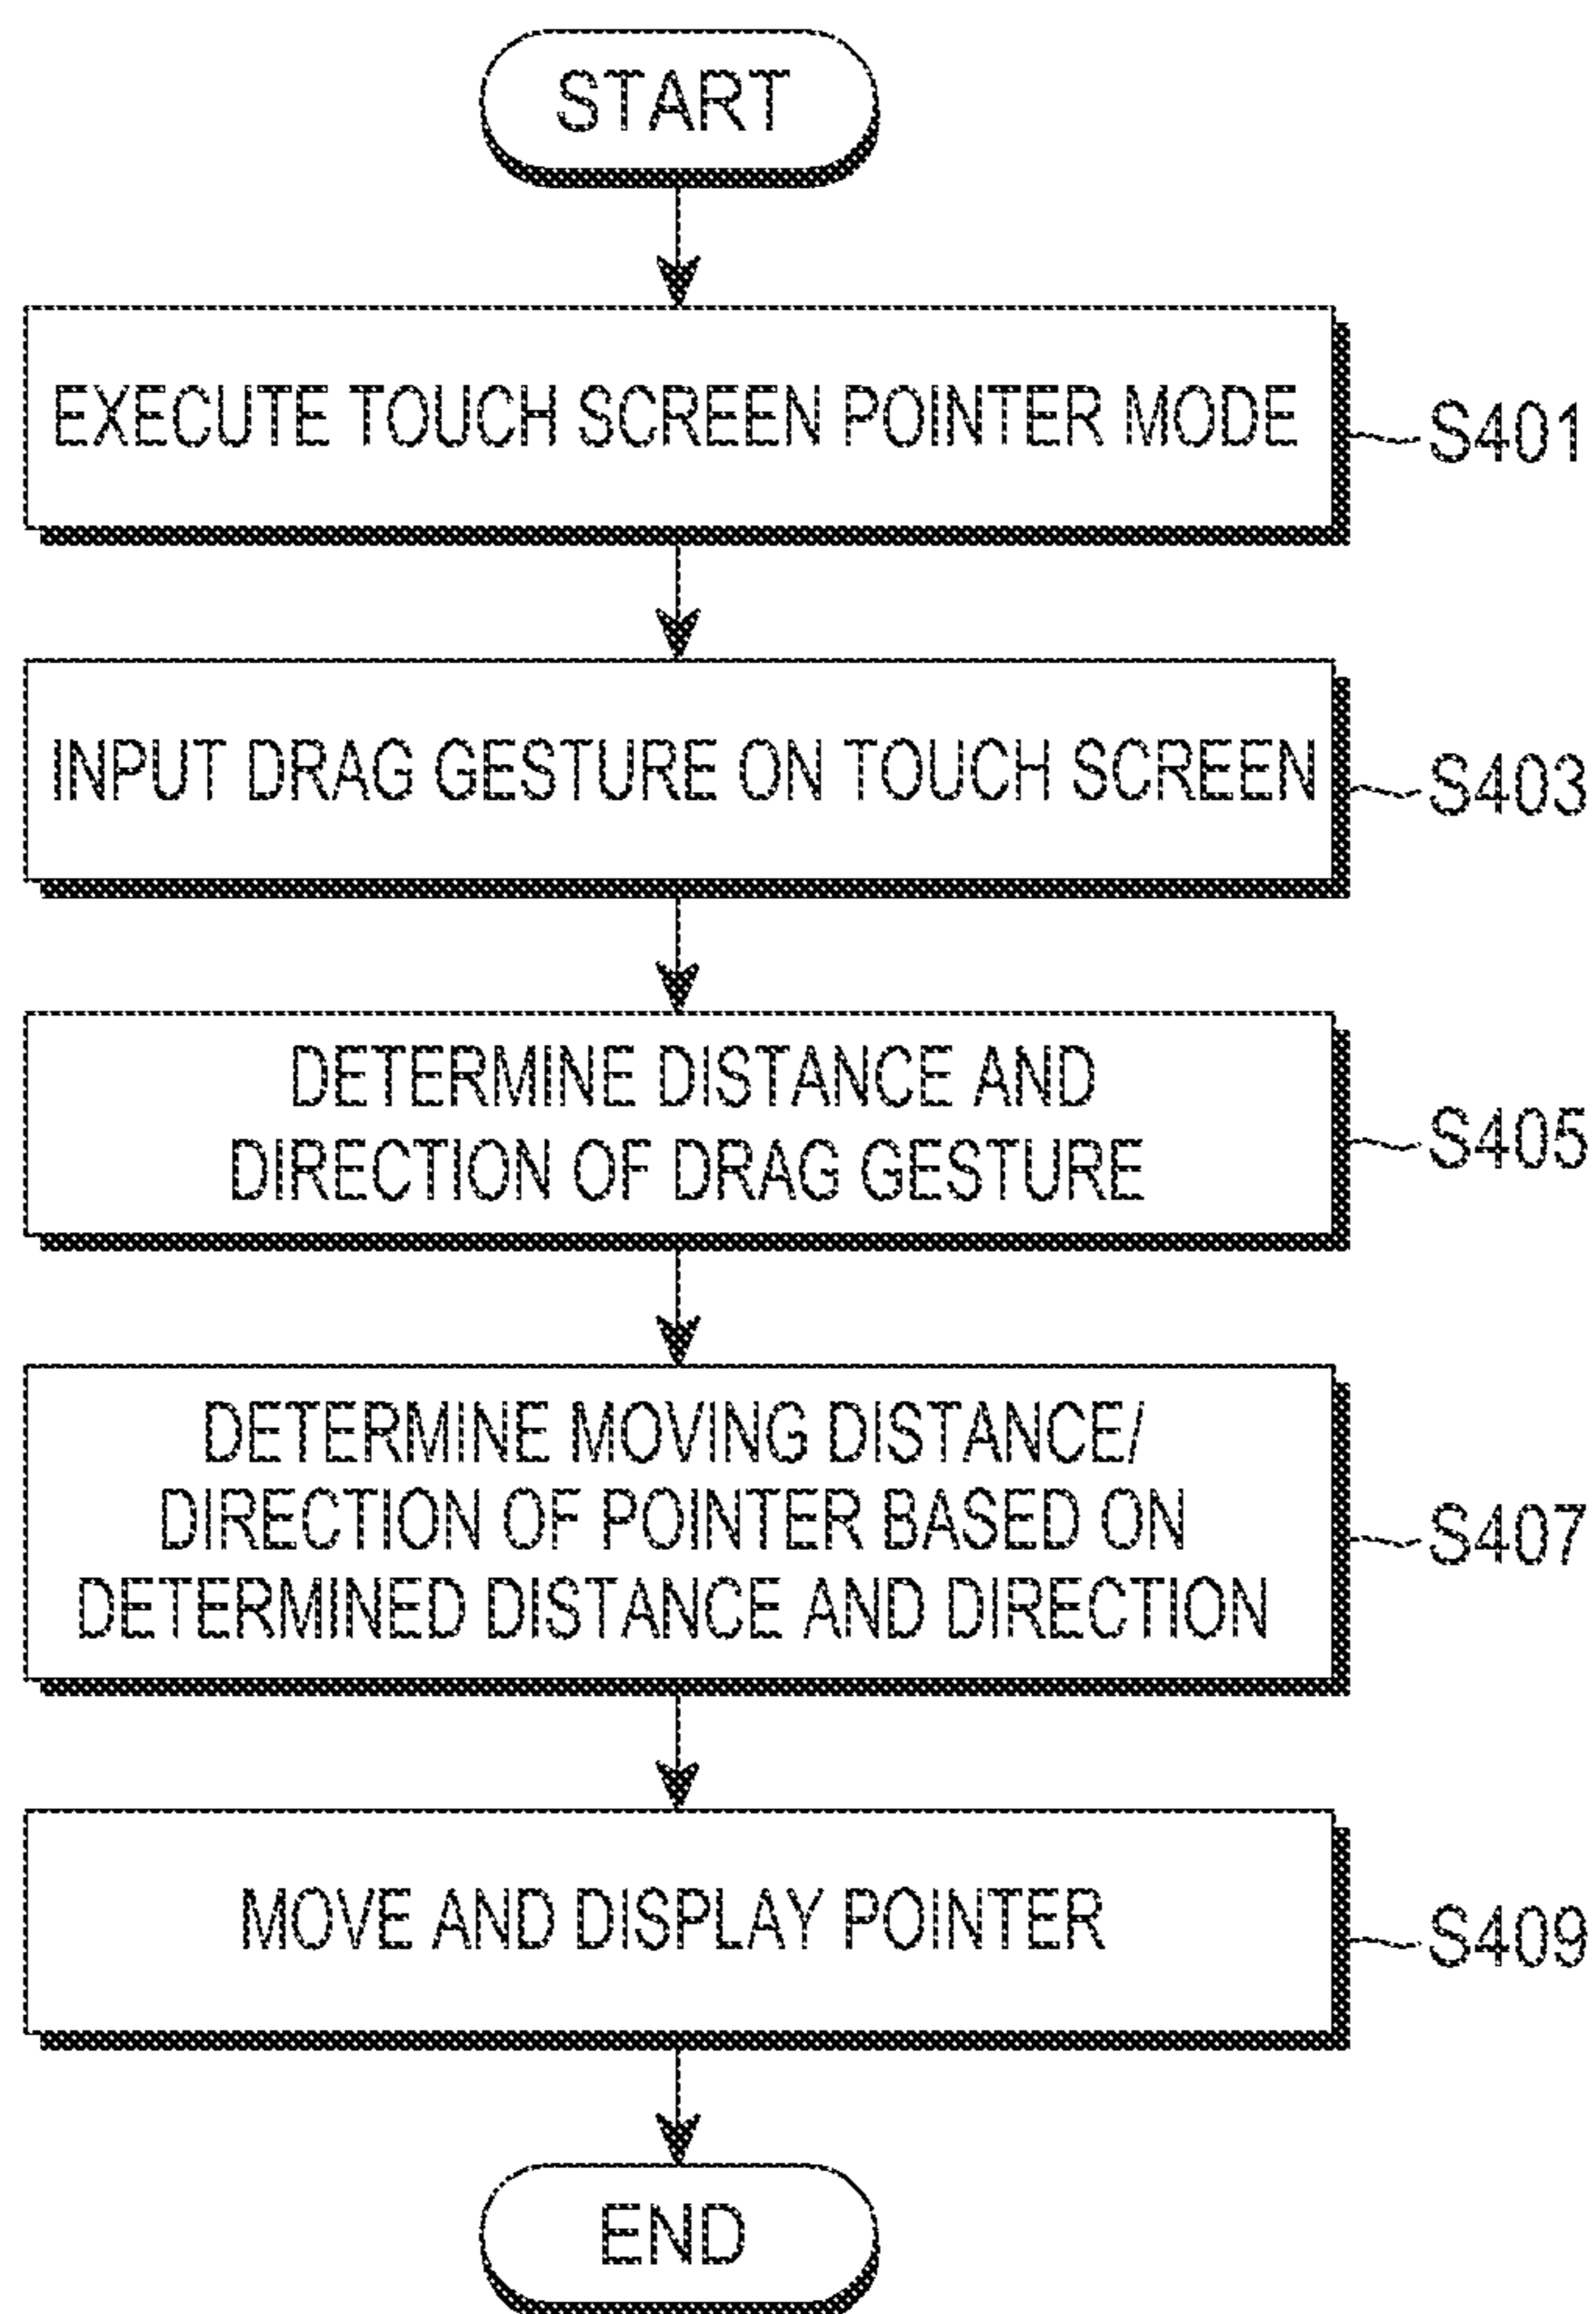 START
EXECUTE TOUCH SCREEN POINTER MODE
S401
INPUT DRAG GESTURE ON TOUCH SCREEN
S403
DETERMINE DISTANCE AND
DIRECTION OF DRAG GESTURE
S405
DETERMINE MOVING DISTANCE/
DIRECTION OF POINTER BASED ON
DETERMINED DISTANCE AND DIRECTION
S407
MOVE AND DISPLAY POINTER
S409
END